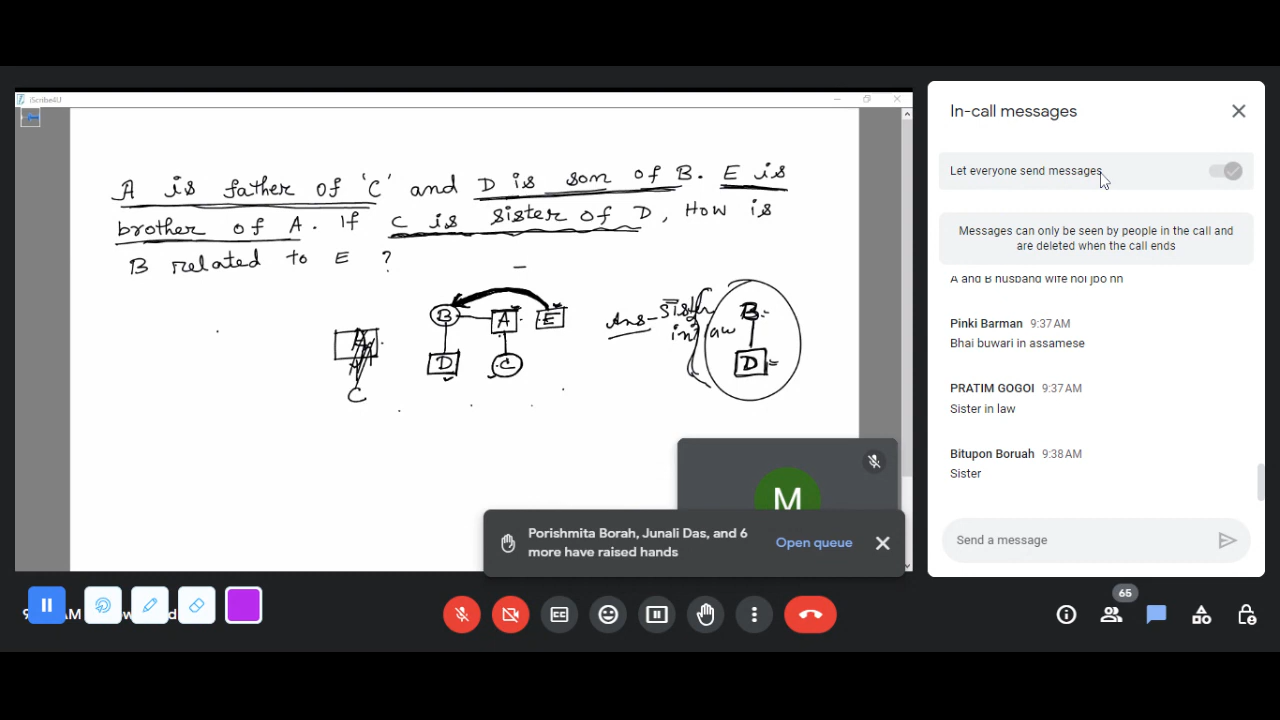 iScribe4U
A is father of 'C' and D is son of B. E is
brother of A. If C is sister of D, How is
B related to E ?
B A E
D C
C
Ans - Sister
in law
B
D
M
Porishmita Borah, Junali Das, and 6
more have raised hands
Open queue
In-call messages
Let everyone send messages
Messages can only be seen by people in the call and
are deleted when the call ends
A and B husband wife hoi jpo nn
Pinki Barman 9:37 AM
Bhai buwari in assamese
PRATIM GOGOI 9:37 AM
Sister in law
Bitupon Boruah 9:38 AM
Sister
Send a message
65